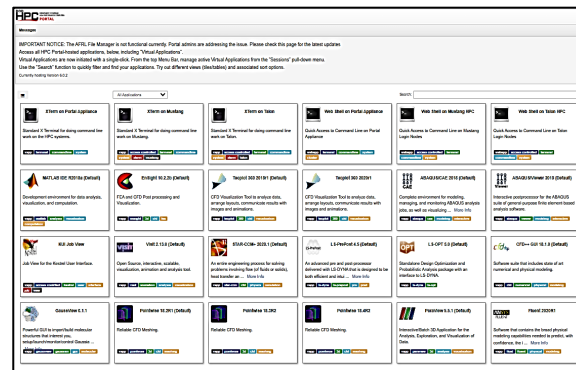 HPC
PORTAL
Messages
IMPORTANT NOTICE: The AFRL File Manager is not functional currently. Portal admins are addressing the issue. Please check this page for the latest updates
Access all HPC Portal-hosted applications, below, including "Virtual Applications".
Virtual Applications are now initiated with a single-click. From the top Menu bar, manage active Virtual Applications from the "Sessions" pull-down menu.
Use the "Search" function to quickly filter and find your applications. Try out different views (tiles/tables) and associated sort options.
All Applications
Search:
XTerm on Portal Appliance
Standard X Terminal for doing command line
work on the HPC systems.
XTerm on Mustang
Standard X Terminal for doing command line
work on Mustang.
XTerm on Talon
Standard X Terminal for doing command line
work on Talon.
Web Shell on Portal Appliance
Quick Access to Command Line on Portal
Appliance
Web Shell on Mustang HPC
Quick Access to Command Line on Mustang
Login Nodes
Web Shell on Talon HPC
Quick Access to Command Line on Talon
Login Nodes
MATLAB IDE R2018a (Default)
Development environment for data analysis,
visualization, and computation.
EnSight 10.2.2b (Default)
FEA and CFD Post processing and
Visualization.
Tecplot 360 2019r1 (Default)
CFD Visualization Tool to analyze data,
arrange layouts, communicate results with
images and animations.
Tecplot 360 2020r1
CFD Visualization Tool to analyze data,
arrange layouts, communicate results with
images and animations.
CAE
ABAQUS/CAE 2018 (Default)
Complete environment for modeling,
managing, and monitoring ABAQUS analysis
jobs, as well as visualizing ... More Info
Viewer
ABAQUS/Viewer 2018 (Default)
Interactive postprocessor for the ABAQUS
suite of general-purpose finite element based
analysis software.
KUI Job View
Job View for the Kestrel User Interface.
VisIt
Visit 2.13.0 (Default)
Open Source, interactive, scalable,
visualization, animation and analysis tool.
STAR-CCM+ 2020.1 (Default)
An entire engineering process for solving
problems involving flow (of fluids or solids),
heat transfer an ... More Info
LS-PrePost
LS-PrePost 4.5 (Default)
An advanced pre and post-processor
delivered with LS-DYNA that is designed to be
both efficient and intui ... More Info
OPT
LS-OPT 5.0 (Default)
Standalone Design Optimization and
Probabilistic Analysis package with an
interface to LS-DYNA.
CFD++ GUI 18.1.0 (Default)
Software suite that includes state of art
numerical and physical modeling.
GaussView 6.1.1
Powerful GUI to import/build molecular
structures that interest you,
setup/launch/monitor/control Gaussian ...
More Info
Pointwise 18.2R1 (Default)
Reliable CFD Meshing.
Pointwise 18.3R2
Reliable CFD Meshing.
Pointwise 18.4R2
Reliable CFD Meshing.
ParaView 5.5.1 (Default)
Interactive/Batch 3D Application for the
Analysis, Exploration, and Visualization of
Data.
Fluent 2020R1
Software that contains the broad physical
modeling capabilities needed to predict, with
confidence, the i ... More Info